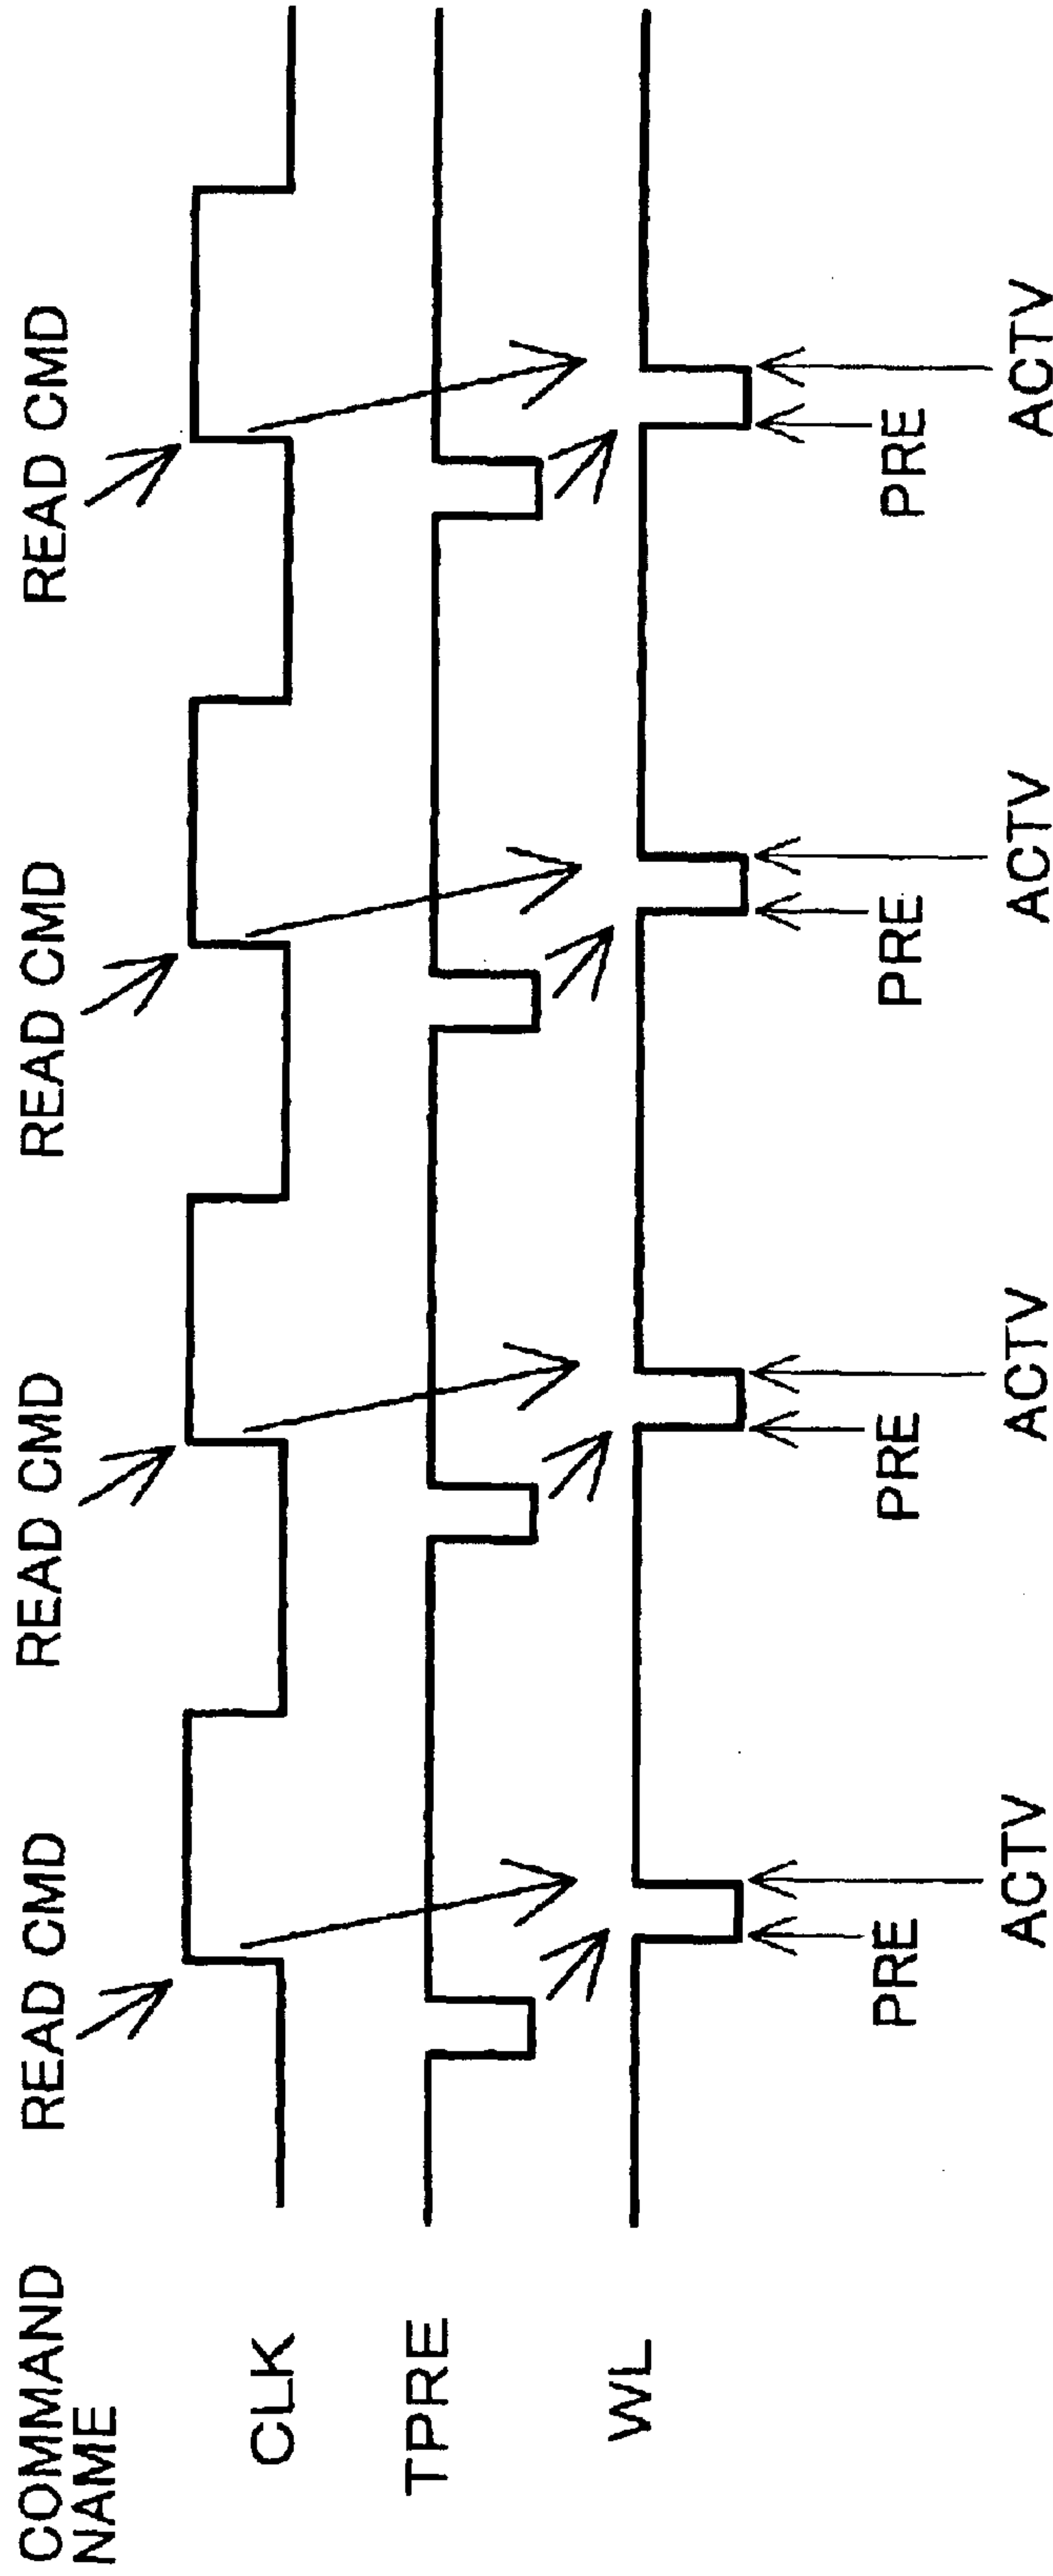 COMMAND
NAME
READ CMD
READ CMD
READ CMD
READ CMD
CLK
TPRE
WL
PRE
PRE
PRE
PRE
ACTV
ACTV
ACTV
ACTV